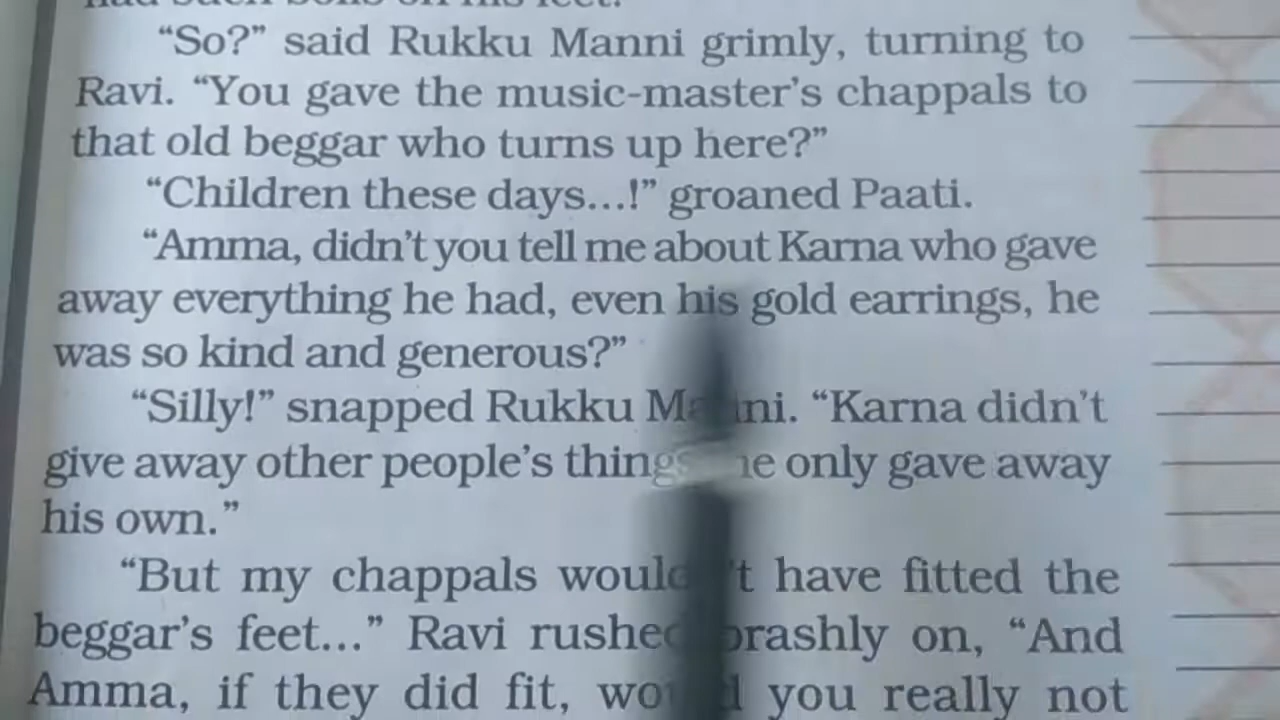 "So?" said Rukku Manni grimly, turning to
Ravi. "You gave the music-master's chappals to
that old beggar who turns up here?"
"Children these days...!" groaned Paati.
"Amma, didn't you tell me about Karna who gave
away everything he had, even his gold earrings, he
was so kind and generous?"
"Silly!" snapped Rukku Manni. "Karna didn't
give away other people's things he only gave away
his own."
"But my chappals wouldn't have fitted the
beggar's feet..." Ravi rushed brashly on, "And
Amma, if they did fit, would you really not